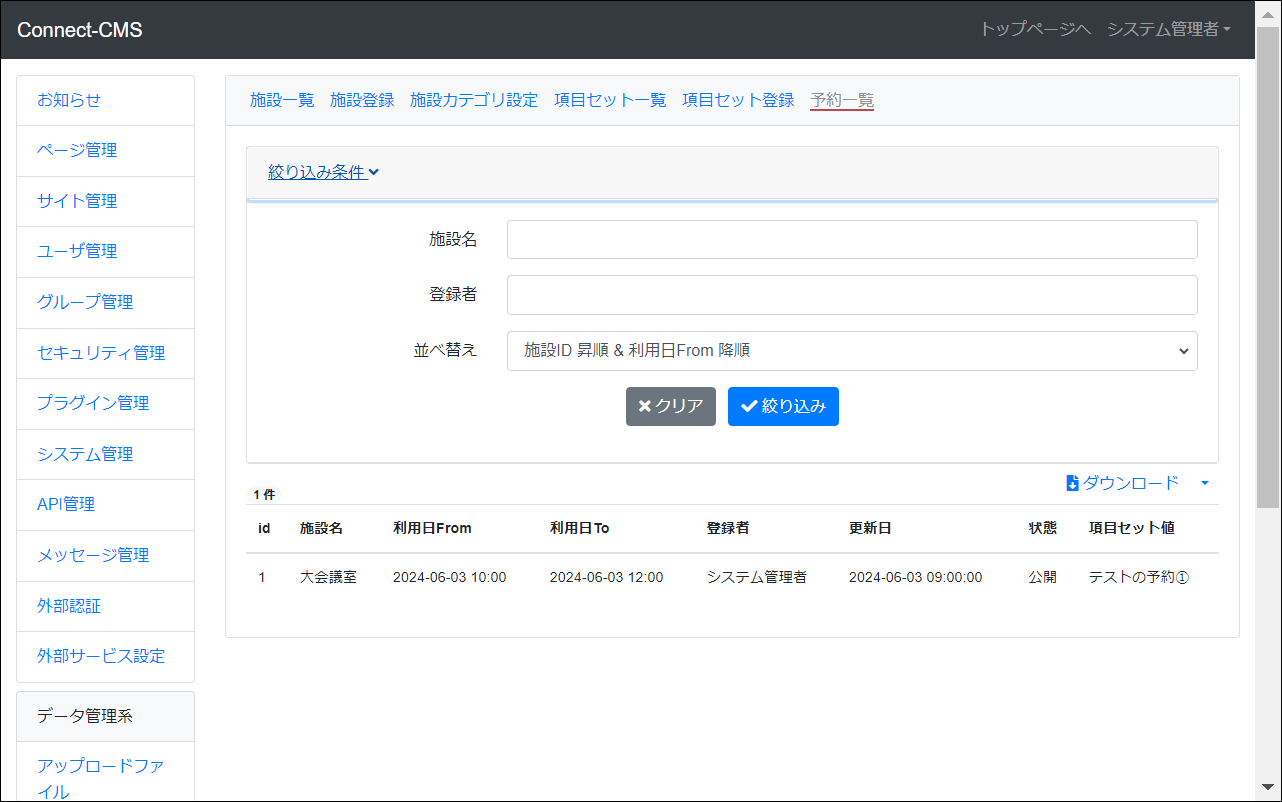 Connect-CMS
トップページへ システム管理者
お知らせ
ページ管理
サイト管理
ユーザ管理
グループ管理
セキュリティ管理
プラグイン管理
システム管理
API管理
メッセージ管理
外部認証
外部サービス設定
データ管理系
アップロードファ
イル
施設一覧 施設登録 施設カテゴリ設定 項目セット一覧 項目セット登録 予約一覧
絞り込み条件
施設名
登録者
並べ替え 施設ID 昇順 & 利用日From 降順
クリア 絞り込み
ダウンロード
1 件
id 施設名 利用日From 利用日To 登録者 更新日 状態 項目セット値
1 大会議室 2024-06-03 10:00 2024-06-03 12:00 システム管理者 2024-06-03 09:00:00 公開 テストの予約①